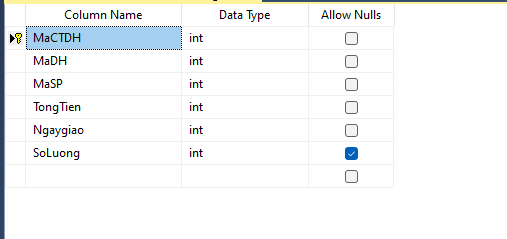 Column Name Data Type Allow Nulls
MaCTDH int
MaDH int
MaSP int
TongTien int
Ngaygiao int
SoLuong int